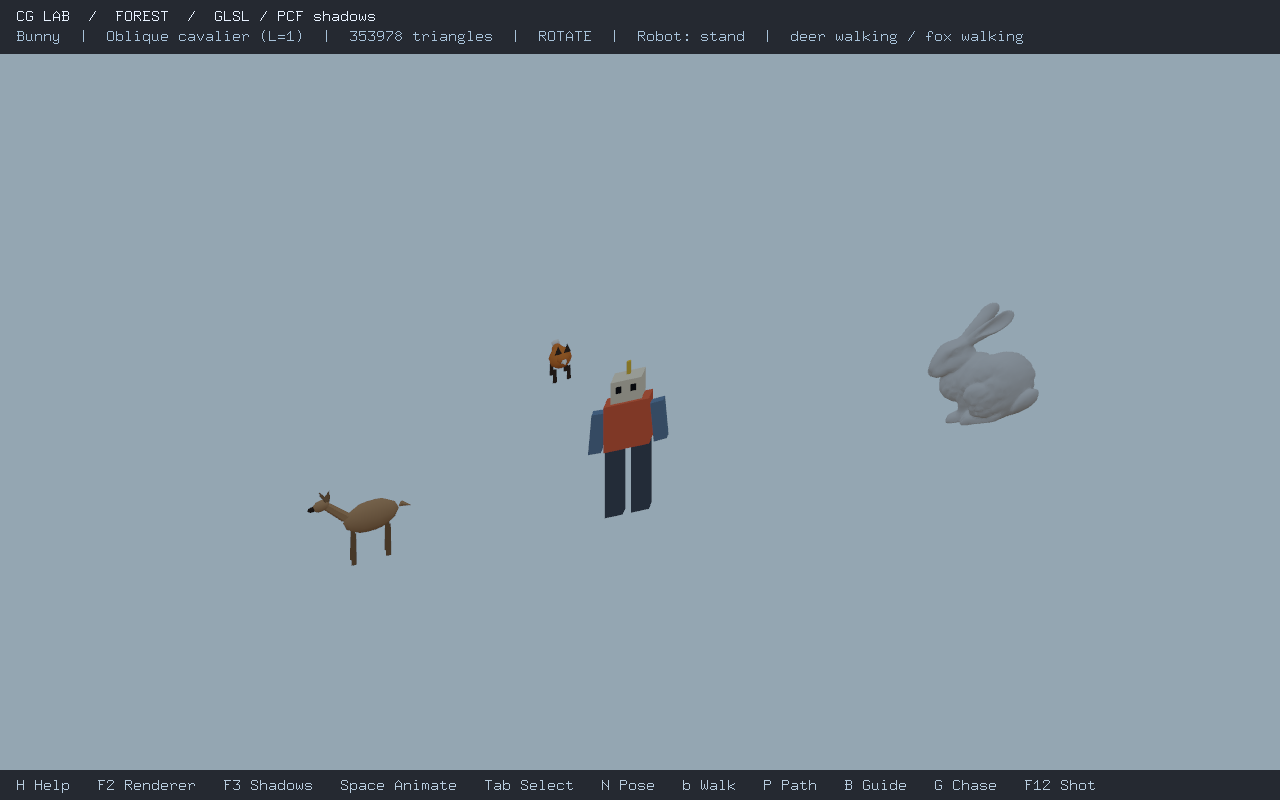 CG LAB  /  FOREST  /  GLSL / PCF shadows
Bunny  |  Oblique cavalier (L=1)  |  353978 triangles  |  ROTATE  |  Robot: stand  |  deer walking / fox walking
H Help   F2 Renderer   F3 Shadows   Space Animate   Tab Select   N Pose   b Walk   P Path   B Guide   G Chase   F12 Shot